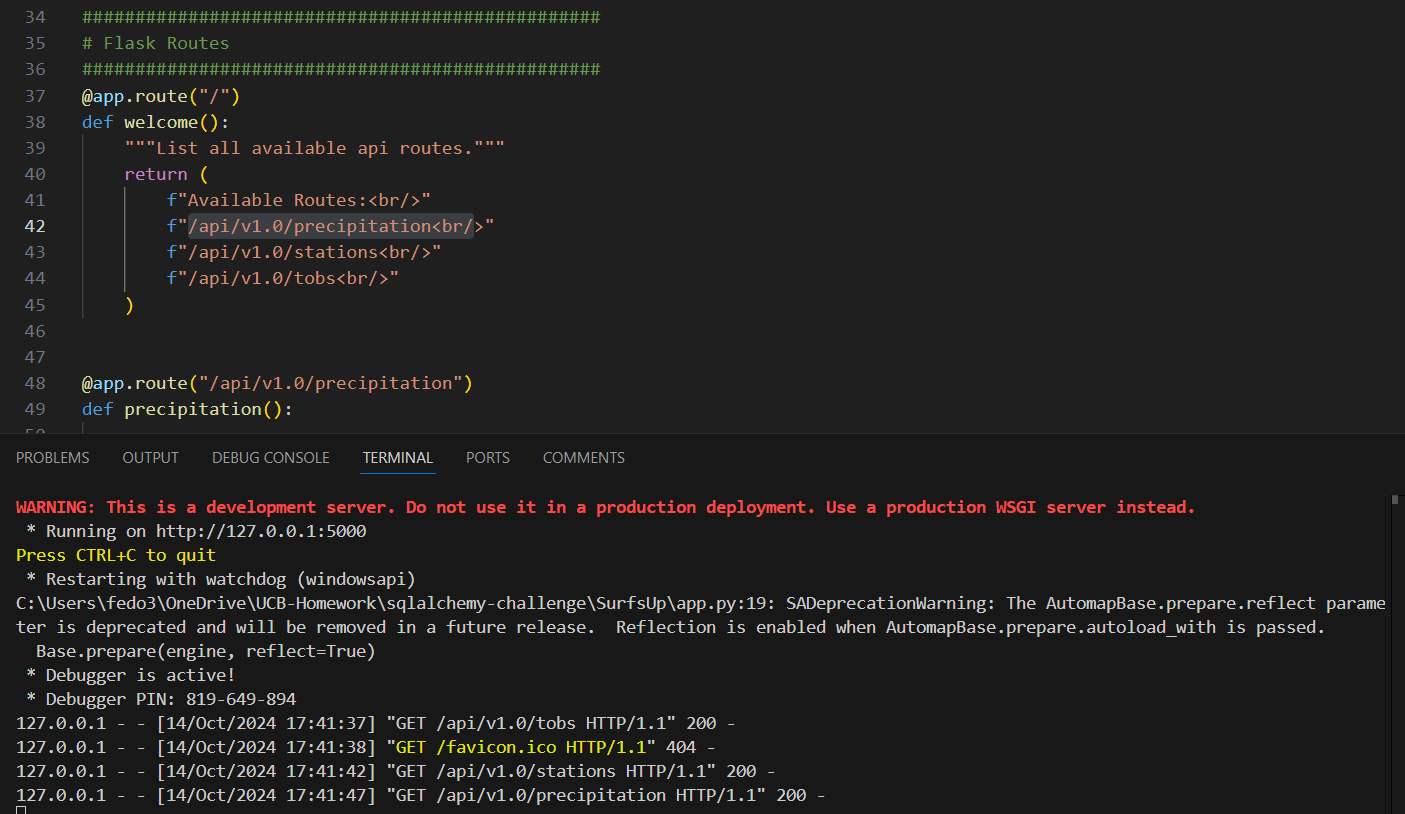 34 #################################################
35 # Flask Routes
36 #################################################
37 @app.route("/")
38 def welcome():
39 """List all available api routes."""
40 return (
41 f"Available Routes:<br/>"
42 f"/api/v1.0/precipitation<br/>"
43 f"/api/v1.0/stations<br/>"
44 f"/api/v1.0/tobs<br/>"
45 )
46
47
48 @app.route("/api/v1.0/precipitation")
49 def precipitation():
PROBLEMS OUTPUT DEBUG CONSOLE TERMINAL PORTS COMMENTS
WARNING: This is a development server. Do not use it in a production deployment. Use a production WSGI server instead.
* Running on http://127.0.0.1:5000
Press CTRL+C to quit
* Restarting with watchdog (windowsapi)
C:\Users\fedo3\OneDrive\UCB-Homework\sqlalchemy-challenge\SurfsUp\app.py:19: SADeprecationWarning: The AutomapBase.prepare.reflect parame
ter is deprecated and will be removed in a future release.  Reflection is enabled when AutomapBase.prepare.autoload_with is passed.
Base.prepare(engine, reflect=True)
* Debugger is active!
* Debugger PIN: 819-649-894
127.0.0.1 - - [14/Oct/2024 17:41:37] "GET /api/v1.0/tobs HTTP/1.1" 200 -
127.0.0.1 - - [14/Oct/2024 17:41:38] "GET /favicon.ico HTTP/1.1" 404 -
127.0.0.1 - - [14/Oct/2024 17:41:42] "GET /api/v1.0/stations HTTP/1.1" 200 -
127.0.0.1 - - [14/Oct/2024 17:41:47] "GET /api/v1.0/precipitation HTTP/1.1" 200 -